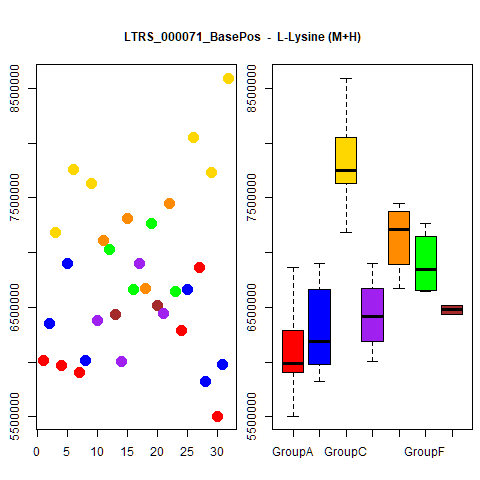 LTRS_000071_BasePos - L-Lysine (M+H)
8500000
7500000
6500000
5500000
0 5 10 15 20 25 30
8500000
7500000
6500000
5500000
GroupA GroupC GroupF